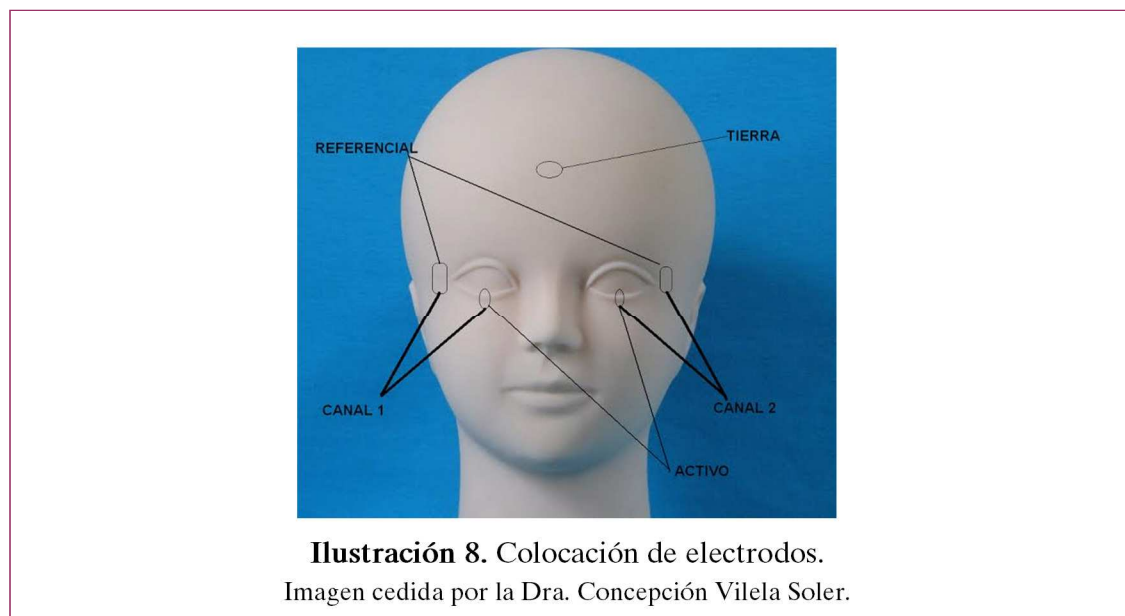 TIERRA
REFERENCIAL
CANAL 1
CANAL 2
ACTIVO
Ilustración 8. Colocación de electrodos.
Imagen cedida por la Dra. Concepción Vilela Soler.